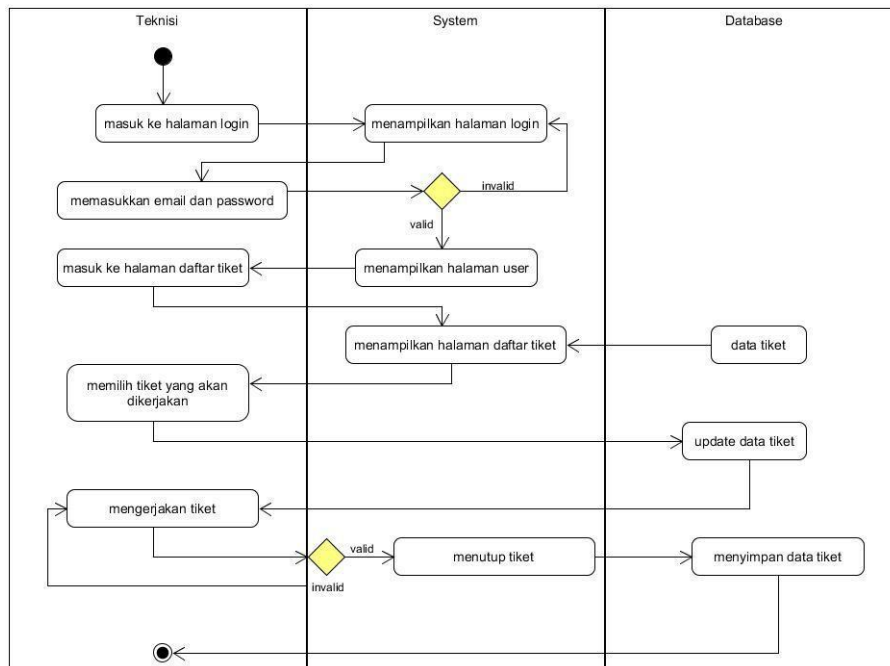 Teknisi
System
Database
masuk ke halaman login
menampilkan halaman login
memasukkan email dan password
invalid
valid
masuk ke halaman daftar tiket
menampilkan halaman user
menampilkan halaman daftar tiket
data tiket
memilih tiket yang akan
dikerjakan
update data tiket
mengerjakan tiket
valid
menutup tiket
menyimpan data tiket
invalid